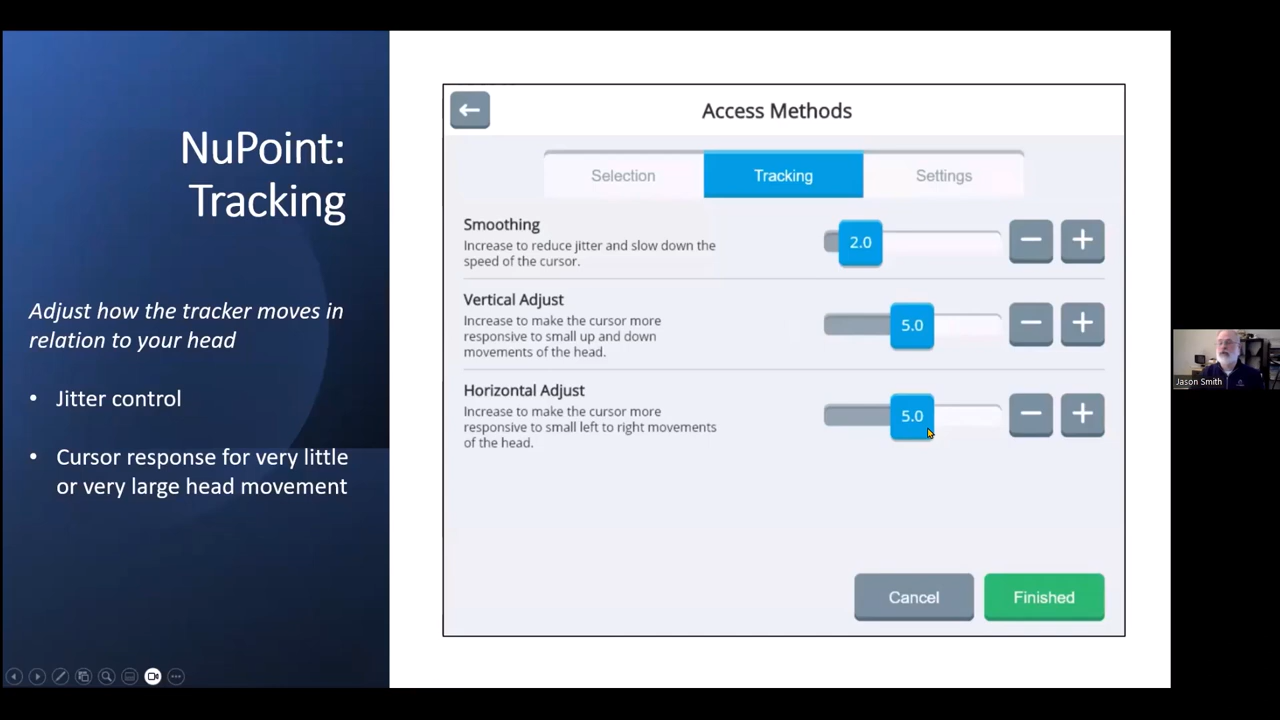 NuPoint:
Tracking
Adjust how the tracker moves in
relation to your head
• Jitter control
• Cursor response for very little
or very large head movement
Access Methods
Selection
Tracking
Settings
Smoothing
Increase to reduce jitter and slow down the
speed of the cursor.
2.0
Vertical Adjust
Increase to make the cursor more
responsive to small up and down
movements of the head.
5.0
Horizontal Adjust
Increase to make the cursor more
responsive to small left to right movements
of the head.
5.0
Cancel
Finished
Jason Smith